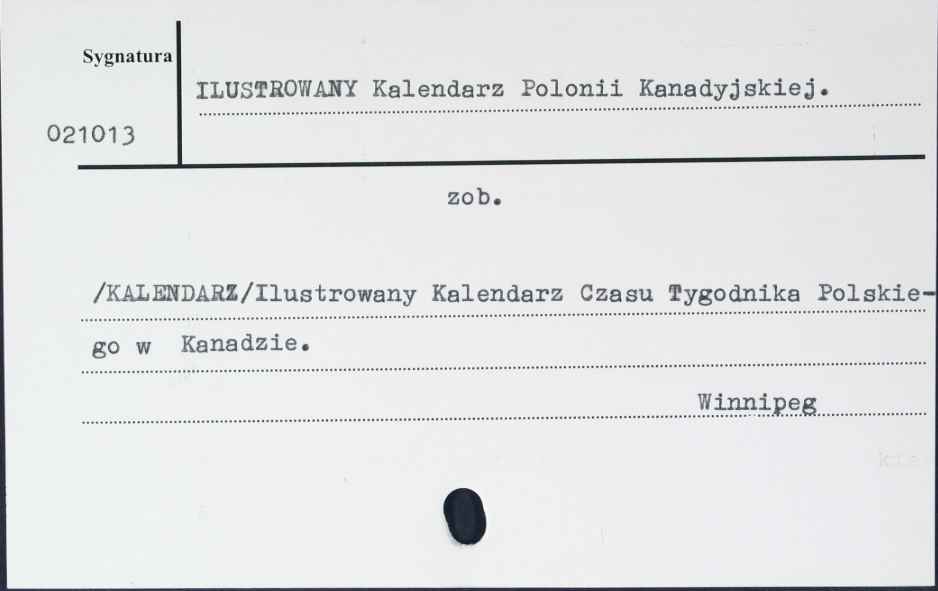 Sygnatura
ILUSTROWANY Kalendarz Polonii Kanadyjskiej.
021013
zob.
/KALENDARZ/Ilustrowany Kalendarz Czasu Tygodnika Polskie-
go w Kanadzie.
Winnipeg